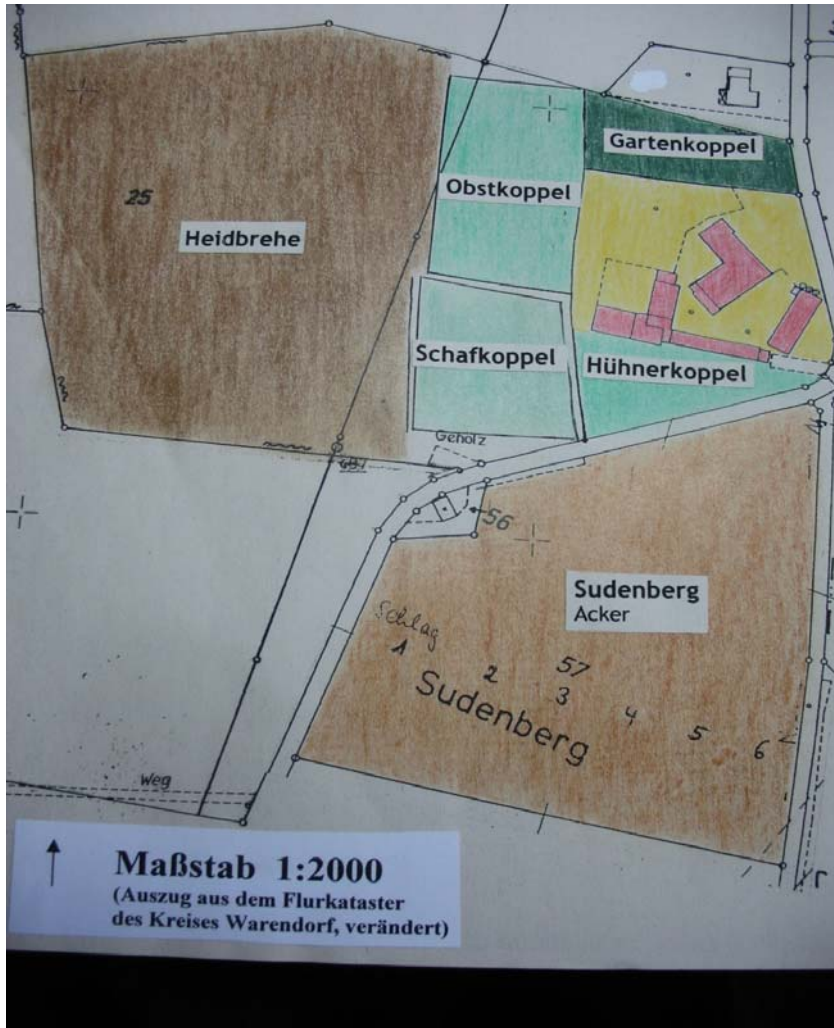 Gartenkoppel
Obstkoppel
25
Heidbrehe
Schafkoppel
Hühnerkoppel
Gehölz
56
Sudenberg
Acker
Schlag
1 2 57
3 4 5 6
Sudenberg
Weg
Maßstab 1:2000
(Auszug aus dem Flurkataster
des Kreises Warendorf, verändert)